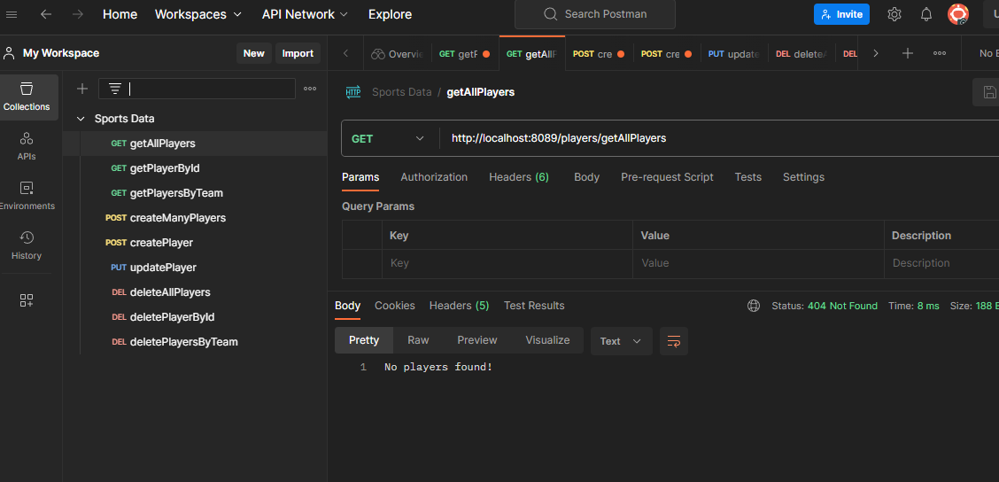 Home Workspaces API Network Explore Search Postman Invite
My Workspace New Import
Overvie GET getF GET getAllF POST cre POST cre PUT update DEL deleteA DEL No E
Collections
APIs
Environments
History
Sports Data
GET getAllPlayers
GET getPlayerById
GET getPlayersByTeam
POST createManyPlayers
POST createPlayer
PUT updatePlayer
DEL deleteAllPlayers
DEL deletePlayerById
DEL deletePlayersByTeam
HTTP Sports Data / getAllPlayers
GET http://localhost:8089/players/getAllPlayers
Params Authorization Headers (6) Body Pre-request Script Tests Settings
Query Params
Key Value Description
Key Value Description
Body Cookies Headers (5) Test Results Status: 404 Not Found Time: 8 ms Size: 188 B
Pretty Raw Preview Visualize Text
1 No players found!